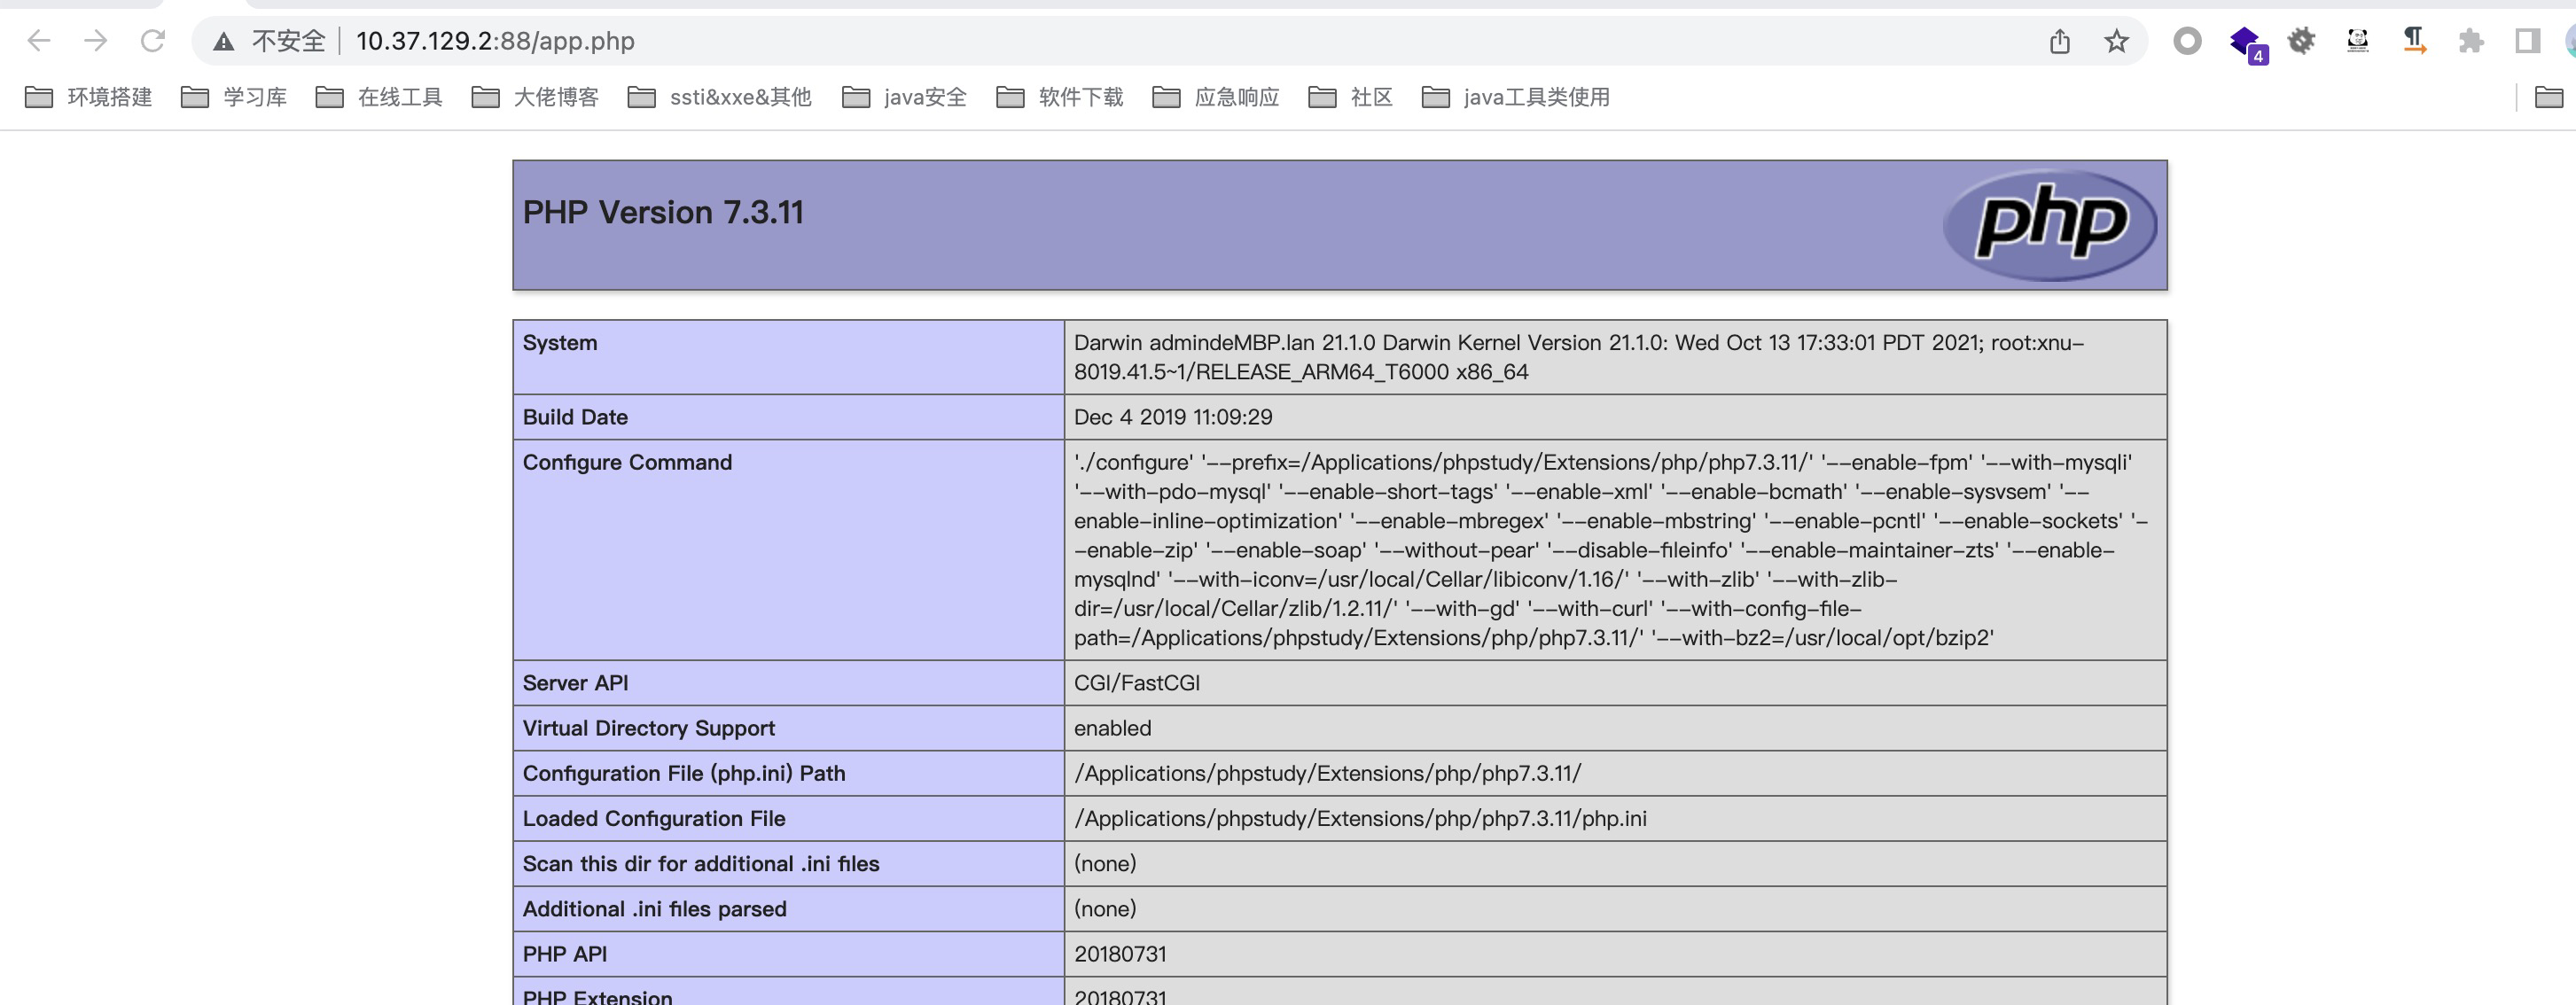 不安全 10.37.129.2:88/app.php
4
环境搭建 学习库 在线工具 大佬博客 ssti&xxe&其他 java安全 软件下载 应急响应 社区 java工具类使用
PHP Version 7.3.11
php
System
Darwin admindeMBP.lan 21.1.0 Darwin Kernel Version 21.1.0: Wed Oct 13 17:33:01 PDT 2021; root:xnu-
8019.41.5~1/RELEASE_ARM64_T6000 x86_64
Build Date
Dec 4 2019 11:09:29
Configure Command
'./configure' '--prefix=/Applications/phpstudy/Extensions/php/php7.3.11/' '--enable-fpm' '--with-mysqli'
'--with-pdo-mysql' '--enable-short-tags' '--enable-xml' '--enable-bcmath' '--enable-sysvsem' '--
enable-inline-optimization' '--enable-mbregex' '--enable-mbstring' '--enable-pcntl' '--enable-sockets' '-
-enable-zip' '--enable-soap' '--without-pear' '--disable-fileinfo' '--enable-maintainer-zts' '--enable-
mysqlnd' '--with-iconv=/usr/local/Cellar/libiconv/1.16/' '--with-zlib' '--with-zlib-
dir=/usr/local/Cellar/zlib/1.2.11/' '--with-gd' '--with-curl' '--with-config-file-
path=/Applications/phpstudy/Extensions/php/php7.3.11/' '--with-bz2=/usr/local/opt/bzip2'
Server API
CGI/FastCGI
Virtual Directory Support
enabled
Configuration File (php.ini) Path
/Applications/phpstudy/Extensions/php/php7.3.11/
Loaded Configuration File
/Applications/phpstudy/Extensions/php/php7.3.11/php.ini
Scan this dir for additional .ini files
(none)
Additional .ini files parsed
(none)
PHP API
20180731
PHP Extension
20180731